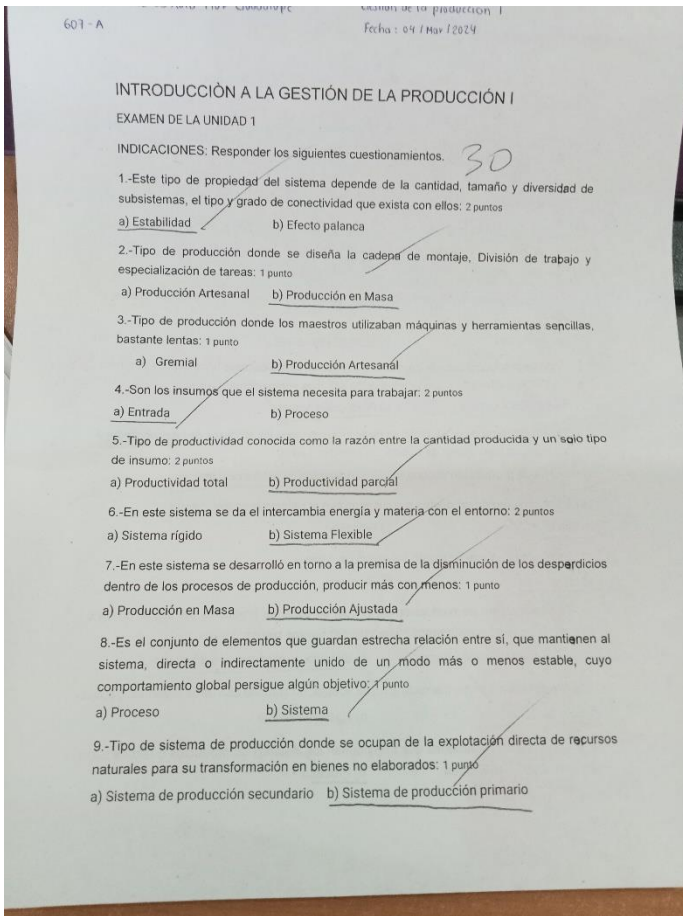 607 - A
Gestión de la producción I
Fecha: 04 / Mar / 2024
INTRODUCCIÒN A LA GESTIÓN DE LA PRODUCCIÓN I
EXAMEN DE LA UNIDAD 1
INDICACIONES: Responder los siguientes cuestionamientos.
30
1.-Este tipo de propiedad del sistema depende de la cantidad, tamaño y diversidad de
subsistemas, el tipo y grado de conectividad que exista con ellos: 2 puntos
a) Estabilidad b) Efecto palanca
2.-Tipo de producción donde se diseña la cadena de montaje, División de trabajo y
especialización de tareas: 1 punto
a) Producción Artesanal b) Producción en Masa
3.-Tipo de producción donde los maestros utilizaban máquinas y herramientas sencillas,
bastante lentas: 1 punto
a) Gremial b) Producción Artesanal
4.-Son los insumos que el sistema necesita para trabajar: 2 puntos
a) Entrada b) Proceso
5.-Tipo de productividad conocida como la razón entre la cantidad producida y un solo tipo
de insumo: 2 puntos
a) Productividad total b) Productividad parcial
6.-En este sistema se da el intercambia energía y materia con el entorno: 2 puntos
a) Sistema rígido b) Sistema Flexible
7.-En este sistema se desarrolló en torno a la premisa de la disminución de los desperdicios
dentro de los procesos de producción, producir más con menos: 1 punto
a) Producción en Masa b) Producción Ajustada
8.-Es el conjunto de elementos que guardan estrecha relación entre sí, que mantienen al
sistema, directa o indirectamente unido de un modo más o menos estable, cuyo
comportamiento global persigue algún objetivo: 1 punto
a) Proceso b) Sistema
9.-Tipo de sistema de producción donde se ocupan de la explotación directa de recursos
naturales para su transformación en bienes no elaborados: 1 punto
a) Sistema de producción secundario b) Sistema de producción primario